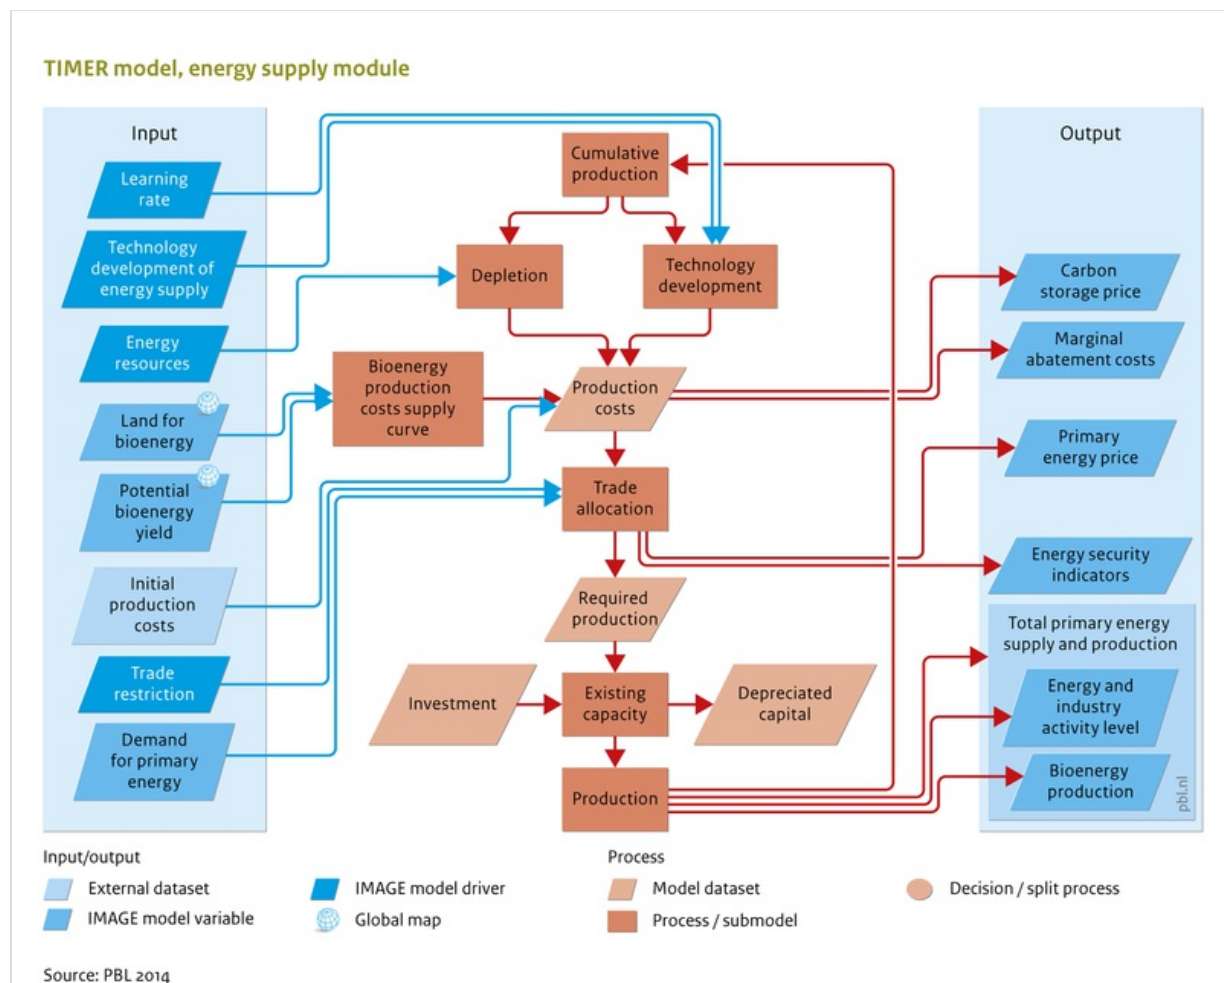 TIMER model, energy supply module
Input
Learning
rate
Technology
development of
energy supply
Energy
resources
Land for
bioenergy
Potential
bioenergy
yield
Initial
production
costs
Trade
restriction
Demand
for primary
energy
Cumulative
production
Depletion
Technology
development
Bioenergy
production
costs supply
curve
Production
costs
Trade
allocation
Required
production
Investment
Existing
capacity
Depreciated
capital
Production
Output
Carbon
storage price
Marginal
abatement costs
Primary
energy price
Energy security
indicators
Total primary energy
supply and production
Energy and
industry
activity level
Bioenergy
production
pbl.nl
Input/output
External dataset
IMAGE model variable
IMAGE model driver
Global map
Process
Model dataset
Process / submodel
Decision / split process
Source: PBL 2014